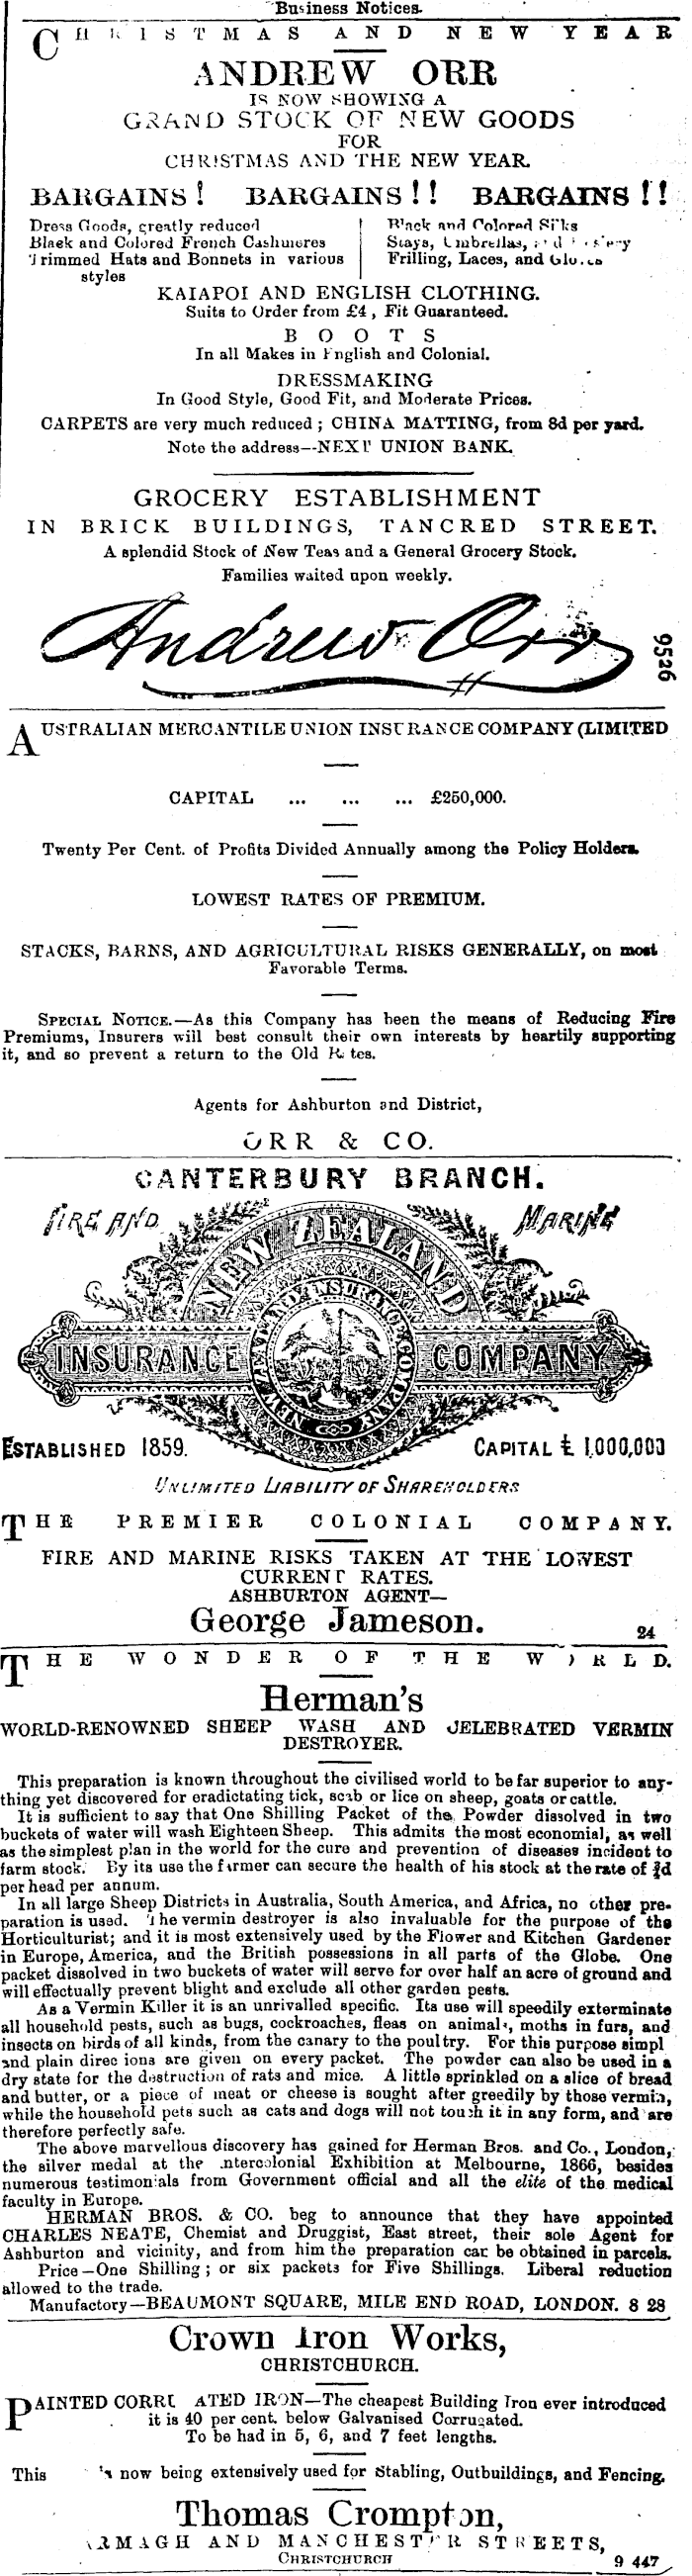 Business Notices.
CHRISTMAS AND NEW YEAR
ANDREW ORR
IS NOW SHOWING A
GRAND STOCK OF NEW GOODS
FOR
CHRISTMAS AND THE NEW YEAR.
BARGAINS! BARGAINS!! BARGAINS!!
Dress Goods, greatly reduced
Black and Colored French Cashmeres
Trimmed Hats and Bonnets in various
styles
Black and Colored Silks
Stays, Umbrellas,
Frilling, Laces, and Gloves
KAIAPOI AND ENGLISH CLOTHING.
Suits to Order from £4, Fit Guaranteed.
BOOTS
In all Makes in English and Colonial.
DRESSMAKING
In Good Style, Good Fit, and Moderate Prices.
CARPETS are very much reduced; CHINA MATTING, from 8d per yard.
Note the address--NEXT UNION BANK.
GROCERY ESTABLISHMENT
IN BRICK BUILDINGS, TANCRED STREET.
A splendid Stock of New Teas and a General Grocery Stock.
Families waited upon weekly.
Andrew Orr
9526
AUSTRALIAN MERCANTILE UNION INSURANCE COMPANY (LIMITED
CAPITAL ... ... ... £250,000.
Twenty Per Cent. of Profits Divided Annually among the Policy Holders.
LOWEST RATES OF PREMIUM.
STACKS, BARNS, AND AGRICULTURAL RISKS GENERALLY, on most
Favorable Terms.
SPECIAL NOTICE.—As this Company has been the means of Reducing Fire
Premiums, Insurers will best consult their own interests by heartily supporting
it, and so prevent a return to the Old Rates.
Agents for Ashburton and District,
ORR & CO.
CANTERBURY BRANCH.
FIRE AND MARINE
NEW ZEALAND
INSURANCE COMPANY
NEW ZEALAND INSURANCE COMPANY
ESTABLISHED 1859. CAPITAL £ 1,000,000
UNLIMITED LIABILITY OF SHAREHOLDERS
THE PREMIER COLONIAL COMPANY.
FIRE AND MARINE RISKS TAKEN AT THE LOWEST
CURRENT RATES.
ASHBURTON AGENT—
George Jameson.
24
THE WONDER OF THE WORLD.
Herman's
WORLD-RENOWNED SHEEP WASH AND CELEBRATED VERMIN
DESTROYER.
This preparation is known throughout the civilised world to be far superior to any-
thing yet discovered for eradictating tick, scab or lice on sheep, goats or cattle.
It is sufficient to say that One Shilling Packet of the Powder dissolved in two
buckets of water will wash Eighteen Sheep. This admits the most economial, as well
as the simplest plan in the world for the cure and prevention of diseases incident to
farm stock. By its use the farmer can secure the health of his stock at the rate of ¾d
per head per annum.
In all large Sheep Districts in Australia, South America, and Africa, no other pre-
paration is used. The vermin destroyer is also invaluable for the purpose of the
Horticulturist; and it is most extensively used by the Flower and Kitchen Gardener
in Europe, America, and the British possessions in all parts of the Globe. One
packet dissolved in two buckets of water will serve for over half an acre of ground and
will effectually prevent blight and exclude all other garden pests.
As a Vermin Killer it is an unrivalled specific. Its use will speedily exterminate
all household pests, such as bugs, cockroaches, fleas on animals, moths in furs, and
insects on birds of all kinds, from the canary to the poultry. For this purpose simpl
and plain direc ions are given on every packet. The powder can also be used in a
dry state for the destruction of rats and mice. A little sprinkled on a slice of bread
and butter, or a piece of meat or cheese is sought after greedily by those vermin,
while the household pets such as cats and dogs will not touch it in any form, and are
therefore perfectly safe.
The above marvellous discovery has gained for Herman Bros. and Co., London,
the silver medal at the ntercolonial Exhibition at Melbourne, 1866, besides
numerous testimonials from Government official and all the elite of the medical
faculty in Europe.
HERMAN BROS. & CO. beg to announce that they have appointed
CHARLES NEATE, Chemist and Druggist, East street, their sole Agent for
Ashburton and vicinity, and from him the preparation can be obtained in parcels.
Price—One Shilling; or six packets for Five Shillings. Liberal reduction
allowed to the trade.
Manufactory—BEAUMONT SQUARE, MILE END ROAD, LONDON. 8 28
Crown Iron Works,
CHRISTCHURCH.
PAINTED CORRU ATED IRON—The cheapest Building Iron ever introduced
it is 40 per cent. below Galvanised Corrugated.
To be had in 5, 6, and 7 feet lengths.
This is now being extensively used for Stabling, Outbuildings, and Fencing.
Thomas Crompton,
ARMAGH AND MANCHESTER STREETS,
CHRISTCHURCH
9 447